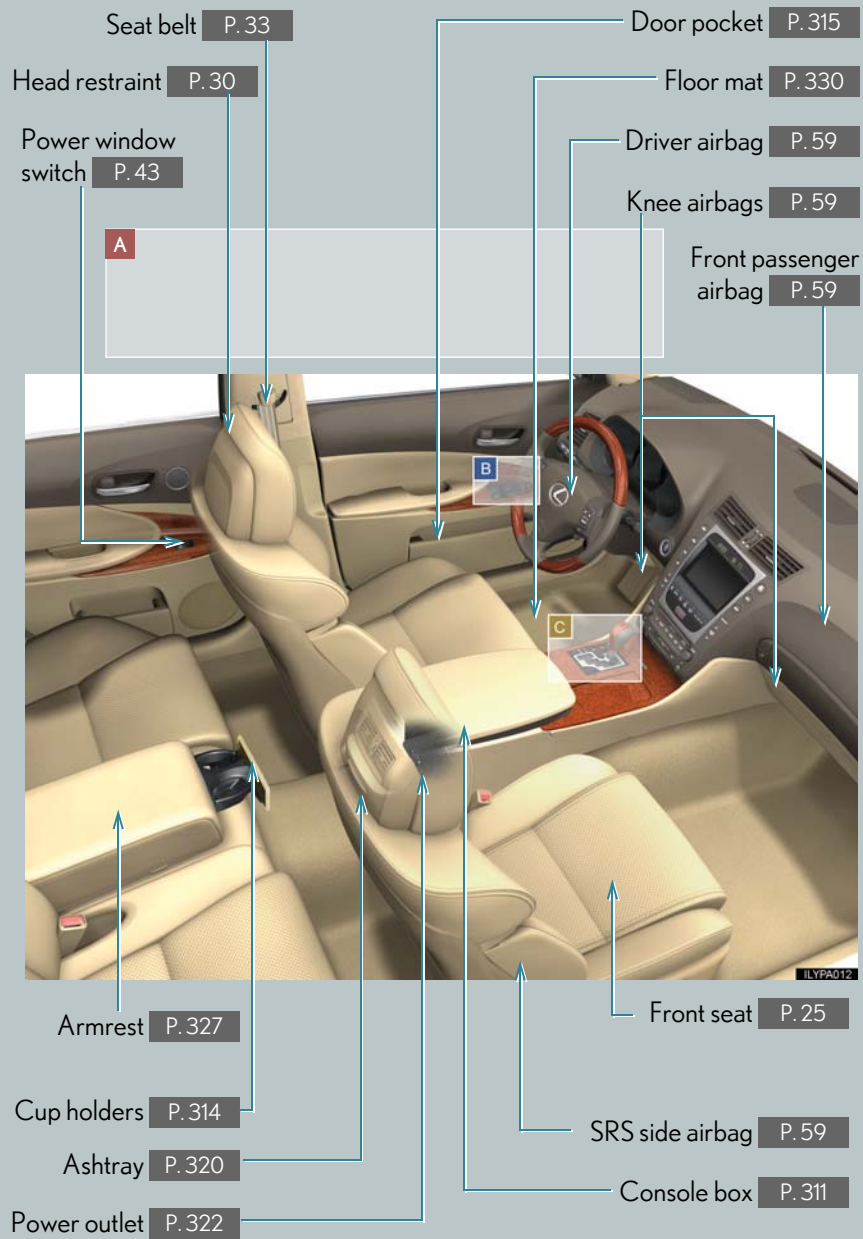 Seat belt P. 33
Head restraint P. 30
Power window
switch P. 43
Door pocket P. 315
Floor mat P. 330
Driver airbag P. 59
Knee airbags P. 59
Front passenger
airbag P. 59
A
B
C
ILYPA012
Armrest P. 327
Cup holders P. 314
Ashtray P. 320
Power outlet P. 322
Front seat P. 25
SRS side airbag P. 59
Console box P. 311